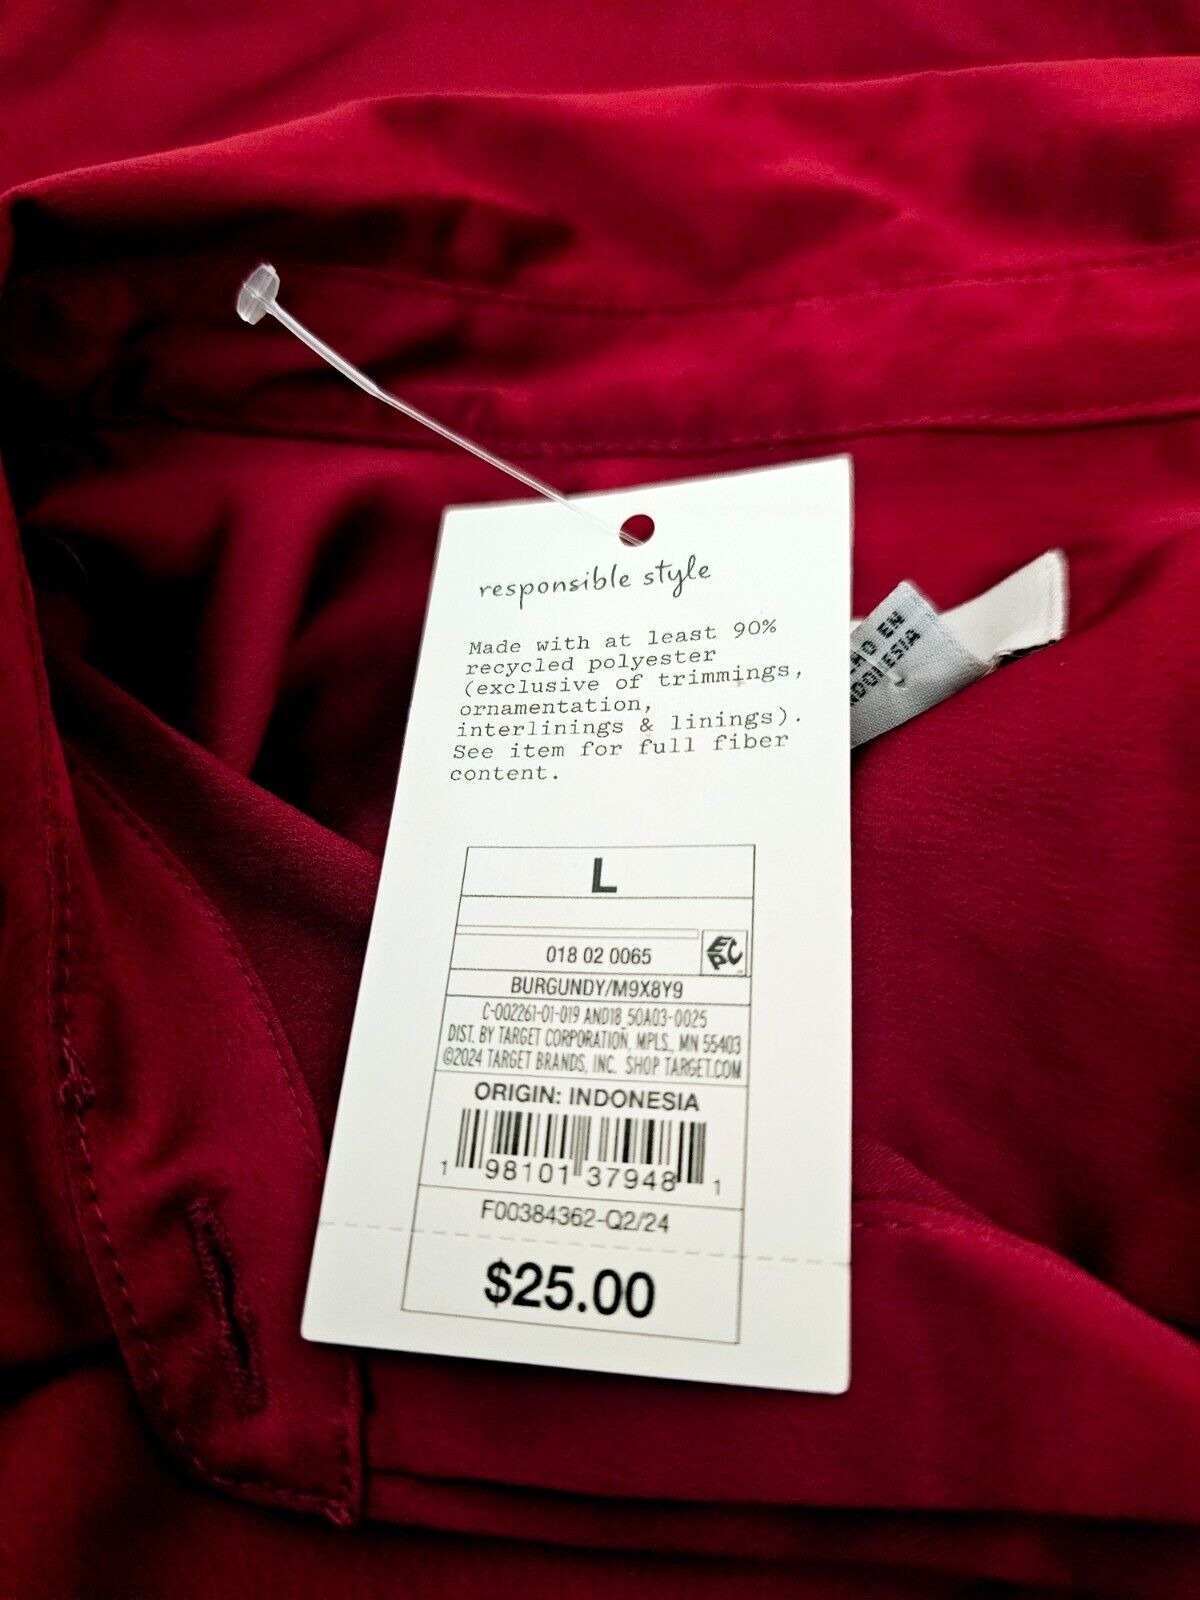 responsible style
Made with at least 90%
recycled polyester
(exclusive of trimmings,
ornamentation,
interlinings & linings).
See item for full fiber
content.
L
018 02 0065
EPC
BURGUNDY/M9X8Y9
C-002261-01-019 AND18_50A03-0025
DIST. BY TARGET CORPORATION, MPLS., MN 55403
©2024 TARGET BRANDS, INC. SHOP TARGET.COM
ORIGIN: INDONESIA
1 98101 37948 1
F00384362-Q2/24
$25.00
EN